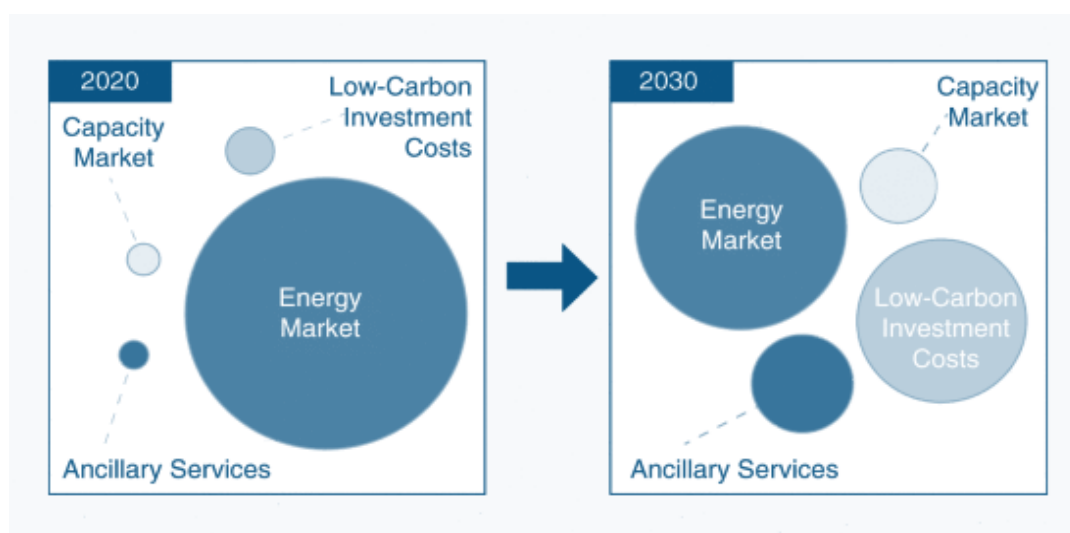 2020
Low-Carbon
Investment
Costs
Capacity
Market
Energy
Market
Ancillary Services
2030
Capacity
Market
Energy
Market
Low-Carbon
Investment
Costs
Ancillary Services